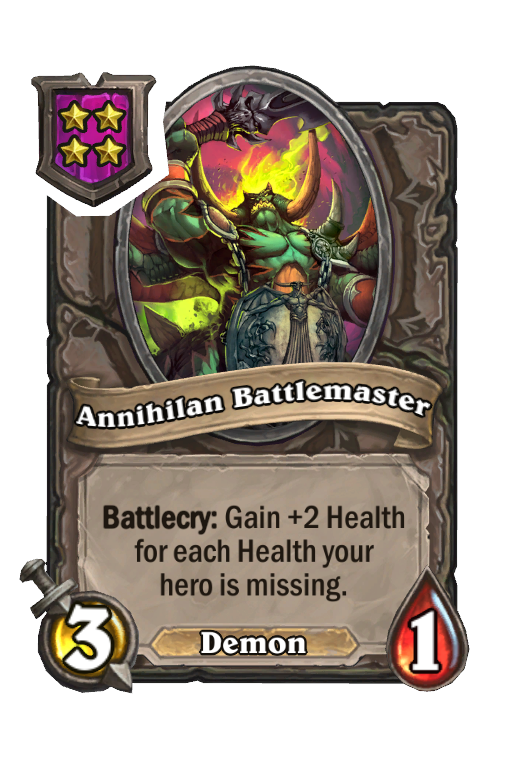 Annihilan Battlemaster
Battlecry: Gain +2 Health
for each Health your
hero is missing.
3
Demon
1